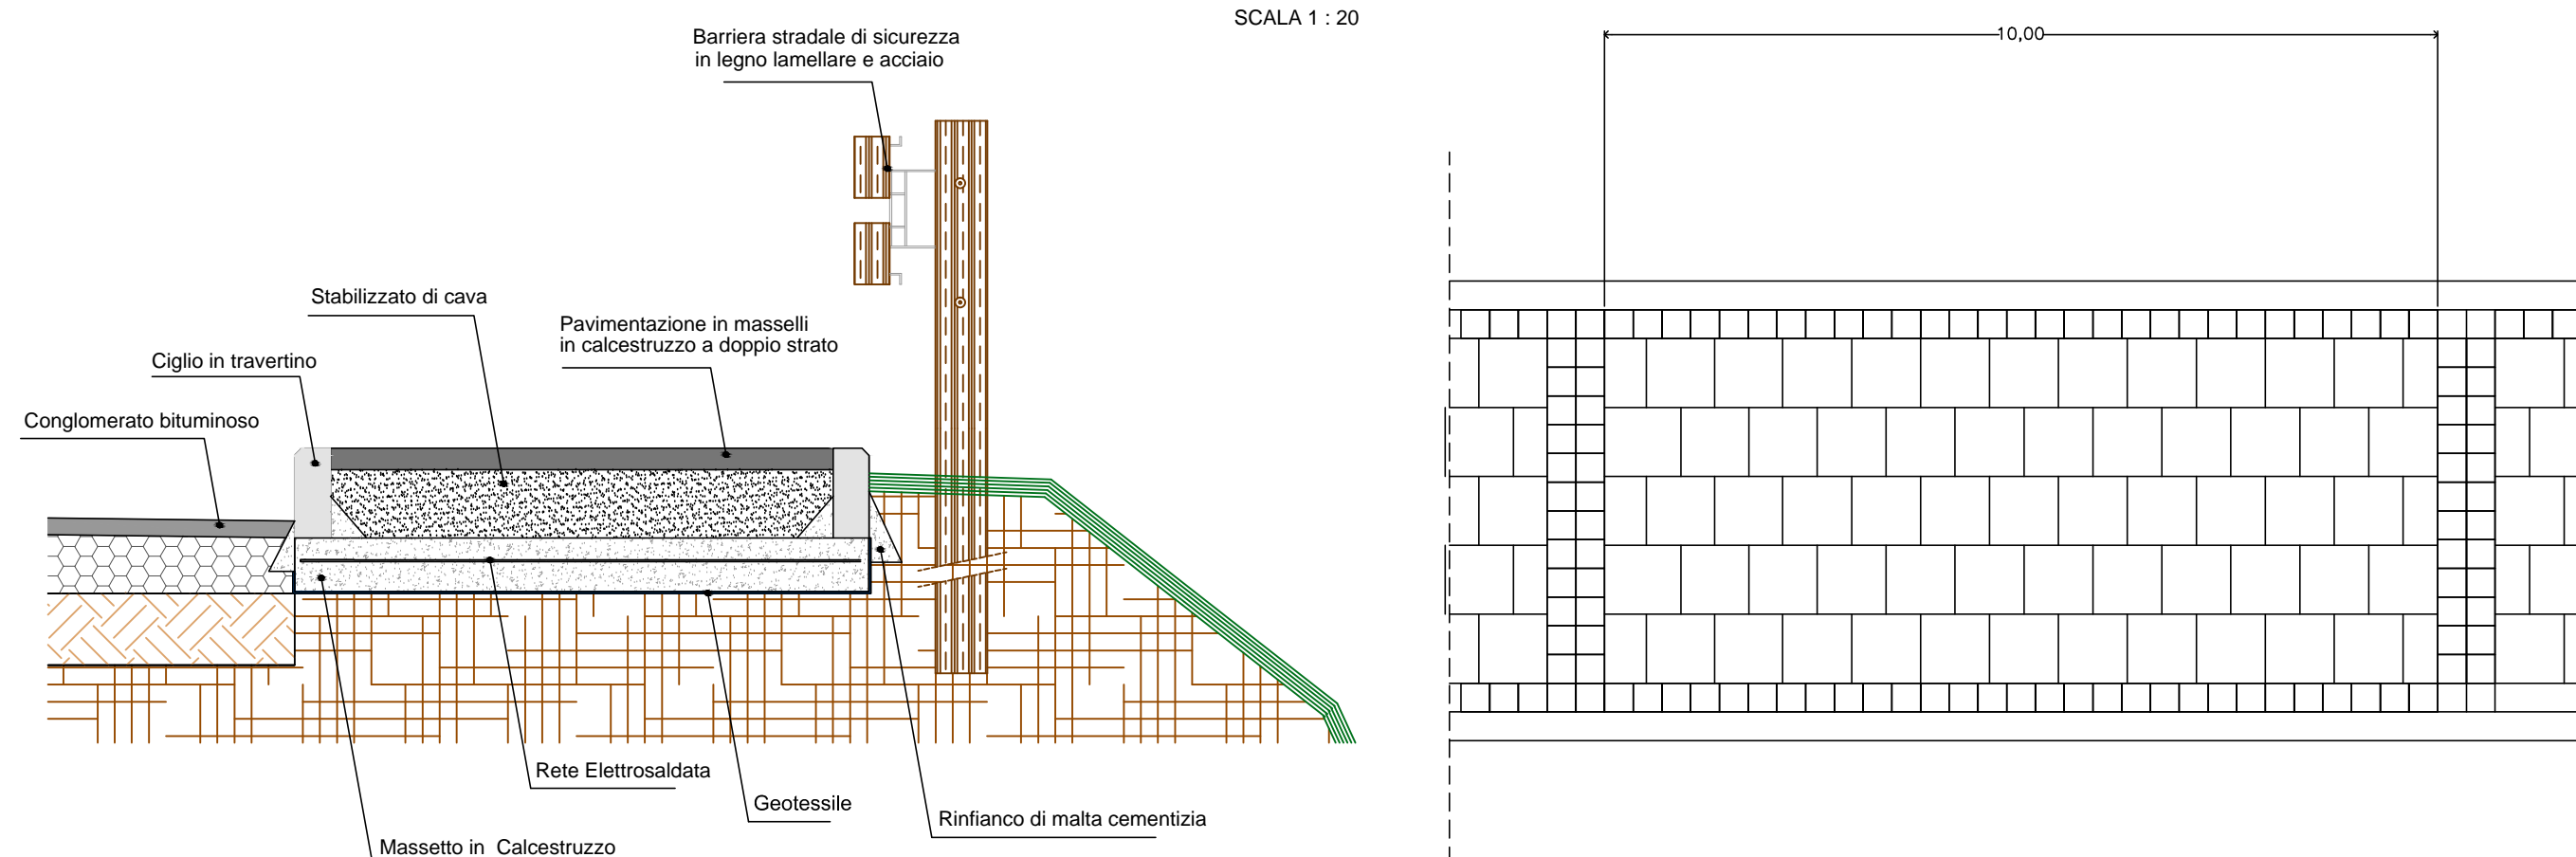 SCALA 1 : 20
10,00
Barriera stradale di sicurezza
in legno lamellare e acciaio
Stabilizzato di cava
Pavimentazione in masselli
in calcestruzzo a doppio strato
Ciglio in travertino
Conglomerato bituminoso
Rete Elettrosaldata
Geotessile
Rinfianco di malta cementizia
Massetto in  Calcestruzzo